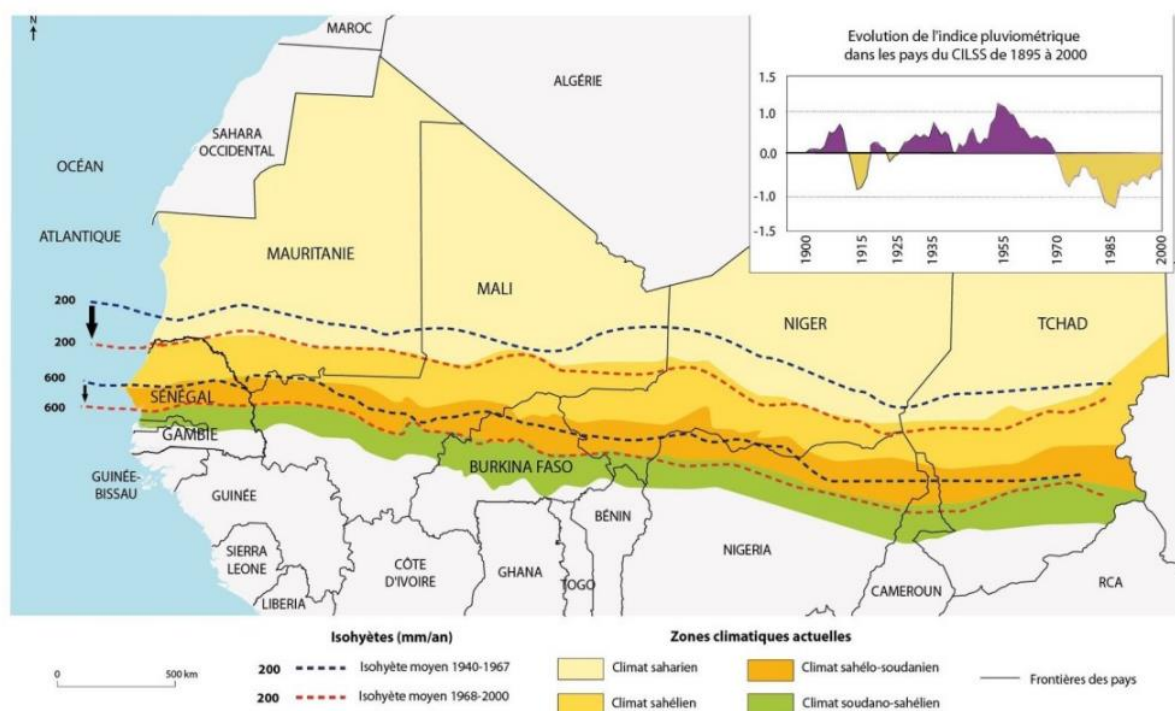 N
MAROC
ALGÉRIE
SAHARA
OCCIDENTAL
OCÉAN
ATLANTIQUE
MAURITANIE
MALI
NIGER
TCHAD
200
200
600
600
SÉNÉGAL
GAMBIE
GUINÉE-
BISSAU
GUINÉE
BURKINA FASO
BÉNIN
SIERRA
LEONE
LIBERIA
CÔTE
D'IVOIRE
GHANA
TOGO
NIGERIA
CAMEROUN
RCA
Evolution de l'indice pluviométrique
dans les pays du CILSS de 1895 à 2000
1.5
1.0
0.0
-1.0
-1.5
1900
1915
1925
1935
1955
1970
1985
2000
Isohyètes (mm/an)
200 Isohyète moyen 1940-1967
200 Isohyète moyen 1968-2000
0 500 km
Zones climatiques actuelles
Climat saharien
Climat sahélien
Climat sahélo-soudanien
Climat soudano-sahélien
Frontières des pays